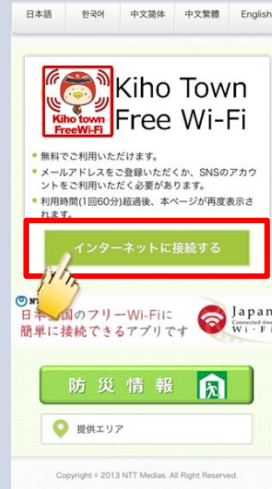 日本語 한국어 中文简体 中文繁體 English
Kiho Town
Free Wi-Fi
Kiho town
FreeWi-Fi
無料でご利用いただけます。
メールアドレスをご登録いただくか、SNSのアカウ
ントをご利用いただく必要があります。
利用時間(1回60分)超過後、本ページが再度表示さ
れます。
インターネットに接続する
日本 国のフリーWi-Fiに
簡単に接続できるアプリです
Japan
Connected-free
Wi-Fi
防災情報
提供エリア
Copyright © 2013 NTT Medias. All Right Reserved.